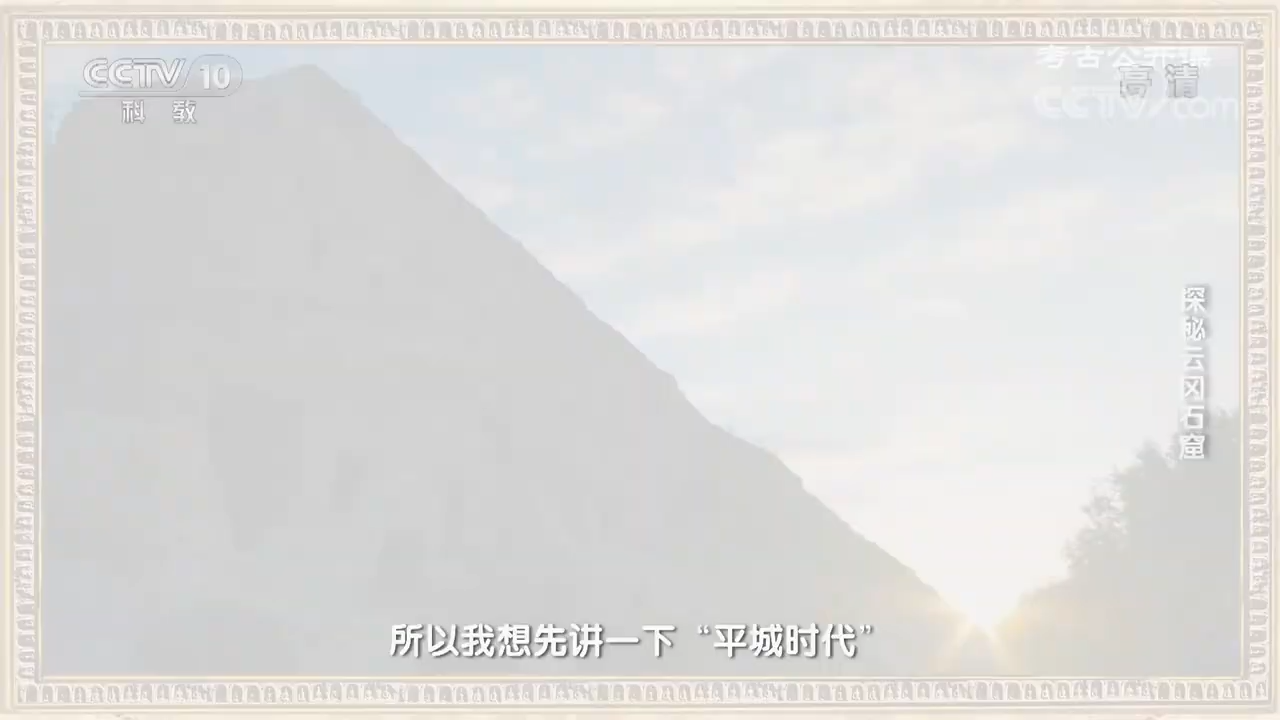 CCTV 10
科教
考古公开课
高清
CCTV.com
探秘云冈石窟
所以我想先讲一下“平城时代”